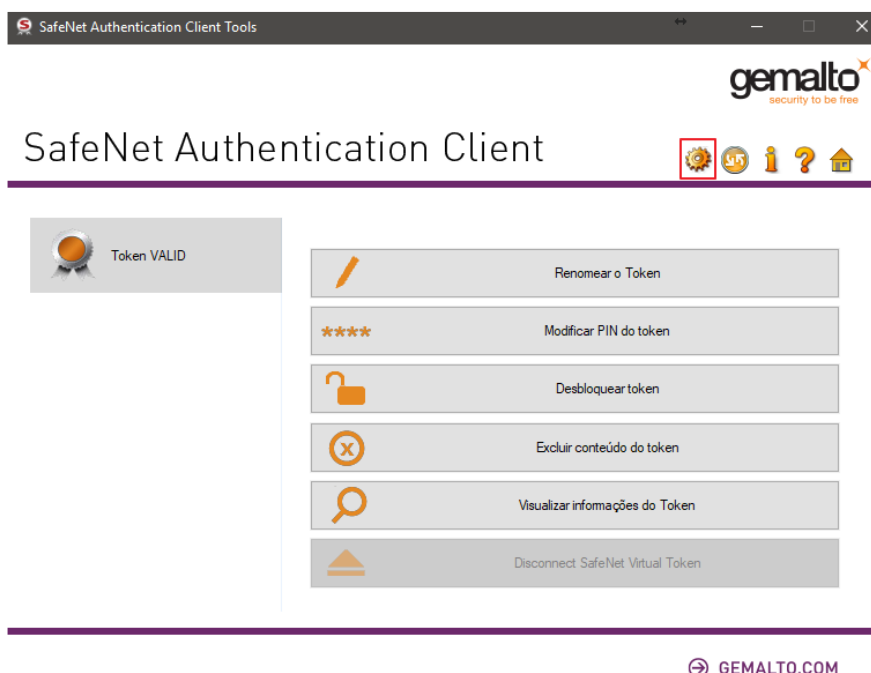 SafeNet Authentication Client Tools
gemalto
security to be free
SafeNet Authentication Client
Token VALID
Renomear o Token
**** Modificar PIN do token
Desbloquear token
Excluir conteúdo do token
Visualizar informações do Token
Disconnect SafeNet Virtual Token
GEMALTO.COM